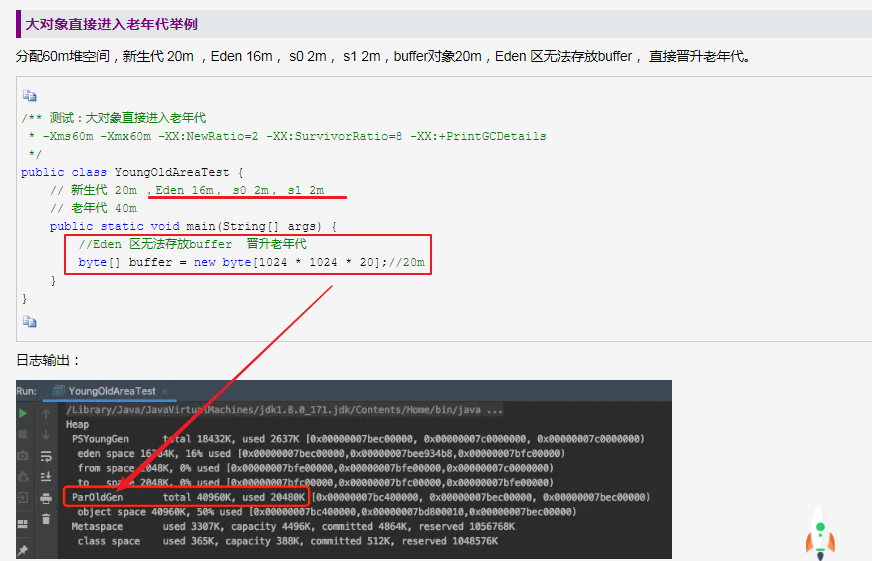 大对象直接进入老年代举例
分配60m堆空间，新生代 20m ，Eden 16m， s0 2m， s1 2m，buffer对象20m，Eden 区无法存放buffer， 直接晋升老年代。
/** 测试：大对象直接进入老年代
 * -Xms60m -Xmx60m -XX:NewRatio=2 -XX:SurvivorRatio=8 -XX:+PrintGCDetails
 */
public class YoungOldAreaTest {
    // 新生代 20m ，Eden 16m， s0 2m， s1 2m
    // 老年代 40m
    public static void main(String[] args) {
        //Eden 区无法存放buffer  晋升老年代
        byte[] buffer = new byte[1024 * 1024 * 20];//20m
    }
}
日志输出：
Run: YoungOldAreaTest ×
/Library/Java/JavaVirtualMachines/jdk1.8.0_171.jdk/Contents/Home/bin/java ...
Heap
 PSYoungGen      total 18432K, used 2637K [0x00000007bec00000, 0x00000007c0000000, 0x00000007c0000000)
  eden space 16384K, 16% used [0x00000007bec00000,0x00000007bee934b8,0x00000007bfc00000)
  from space 2048K, 0% used [0x00000007bfe00000,0x00000007bfe00000,0x00000007c0000000)
  to   space 2048K, 0% used [0x00000007bfc00000,0x00000007bfc00000,0x00000007bfe00000)
 ParOldGen       total 40960K, used 20480K [0x00000007bc400000, 0x00000007bec00000, 0x00000007bec00000)
  object space 40960K, 50% used [0x00000007bc400000,0x00000007bd800010,0x00000007bec00000)
 Metaspace       used 3307K, capacity 4496K, committed 4864K, reserved 1056768K
  class space    used 365K, capacity 388K, committed 512K, reserved 1048576K